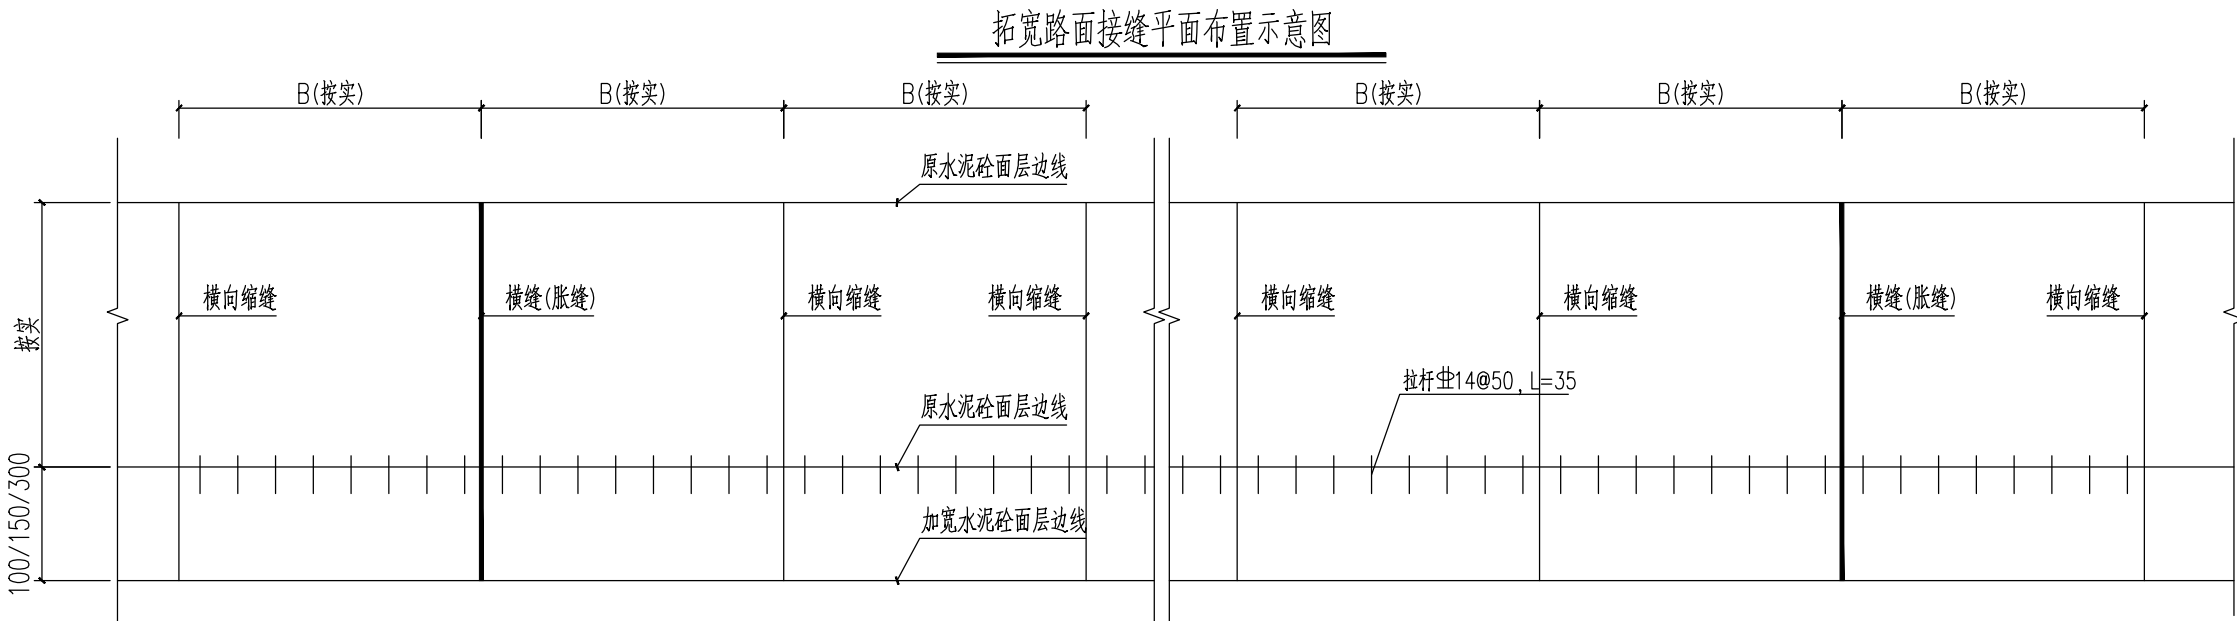 拓宽路面接缝平面布置示意图
B(按实)
B(按实)
B(按实)
B(按实)
B(按实)
B(按实)
原水泥砼面层边线
横向缩缝
横缝(胀缝)
横向缩缝
横向缩缝
横向缩缝
横向缩缝
横缝(胀缝)
横向缩缝
按实
拉杆⌀14@50,L=35
原水泥砼面层边线
100/150/300
加宽水泥砼面层边线